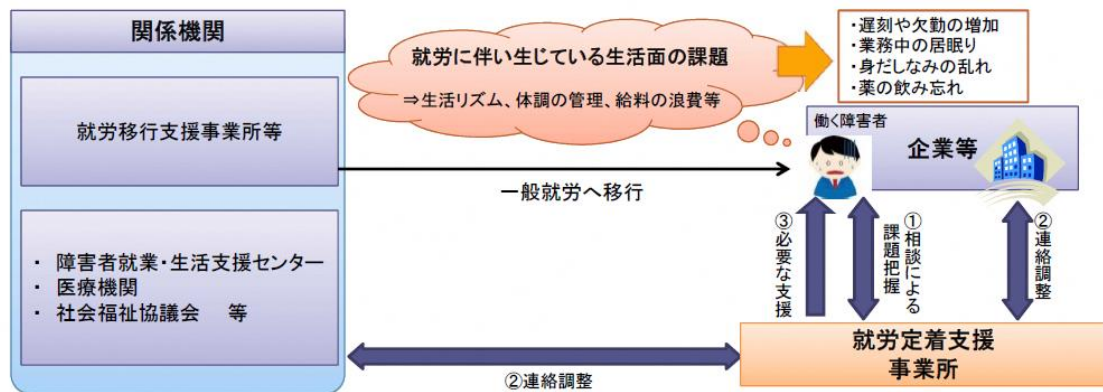 関係機関
就労移行支援事業所等
・ 障害者就業・生活支援センター
・ 医療機関
・ 社会福祉協議会 等
就労に伴い生じている生活面の課題
⇒生活リズム、体調の管理、給料の浪費等
・遅刻や欠勤の増加
・業務中の居眠り
・身だしなみの乱れ
・薬の飲み忘れ
働く障害者
企業等
一般就労へ移行
③必要な支援
①相談による
課題把握
②連絡調整
②連絡調整
就労定着支援
事業所